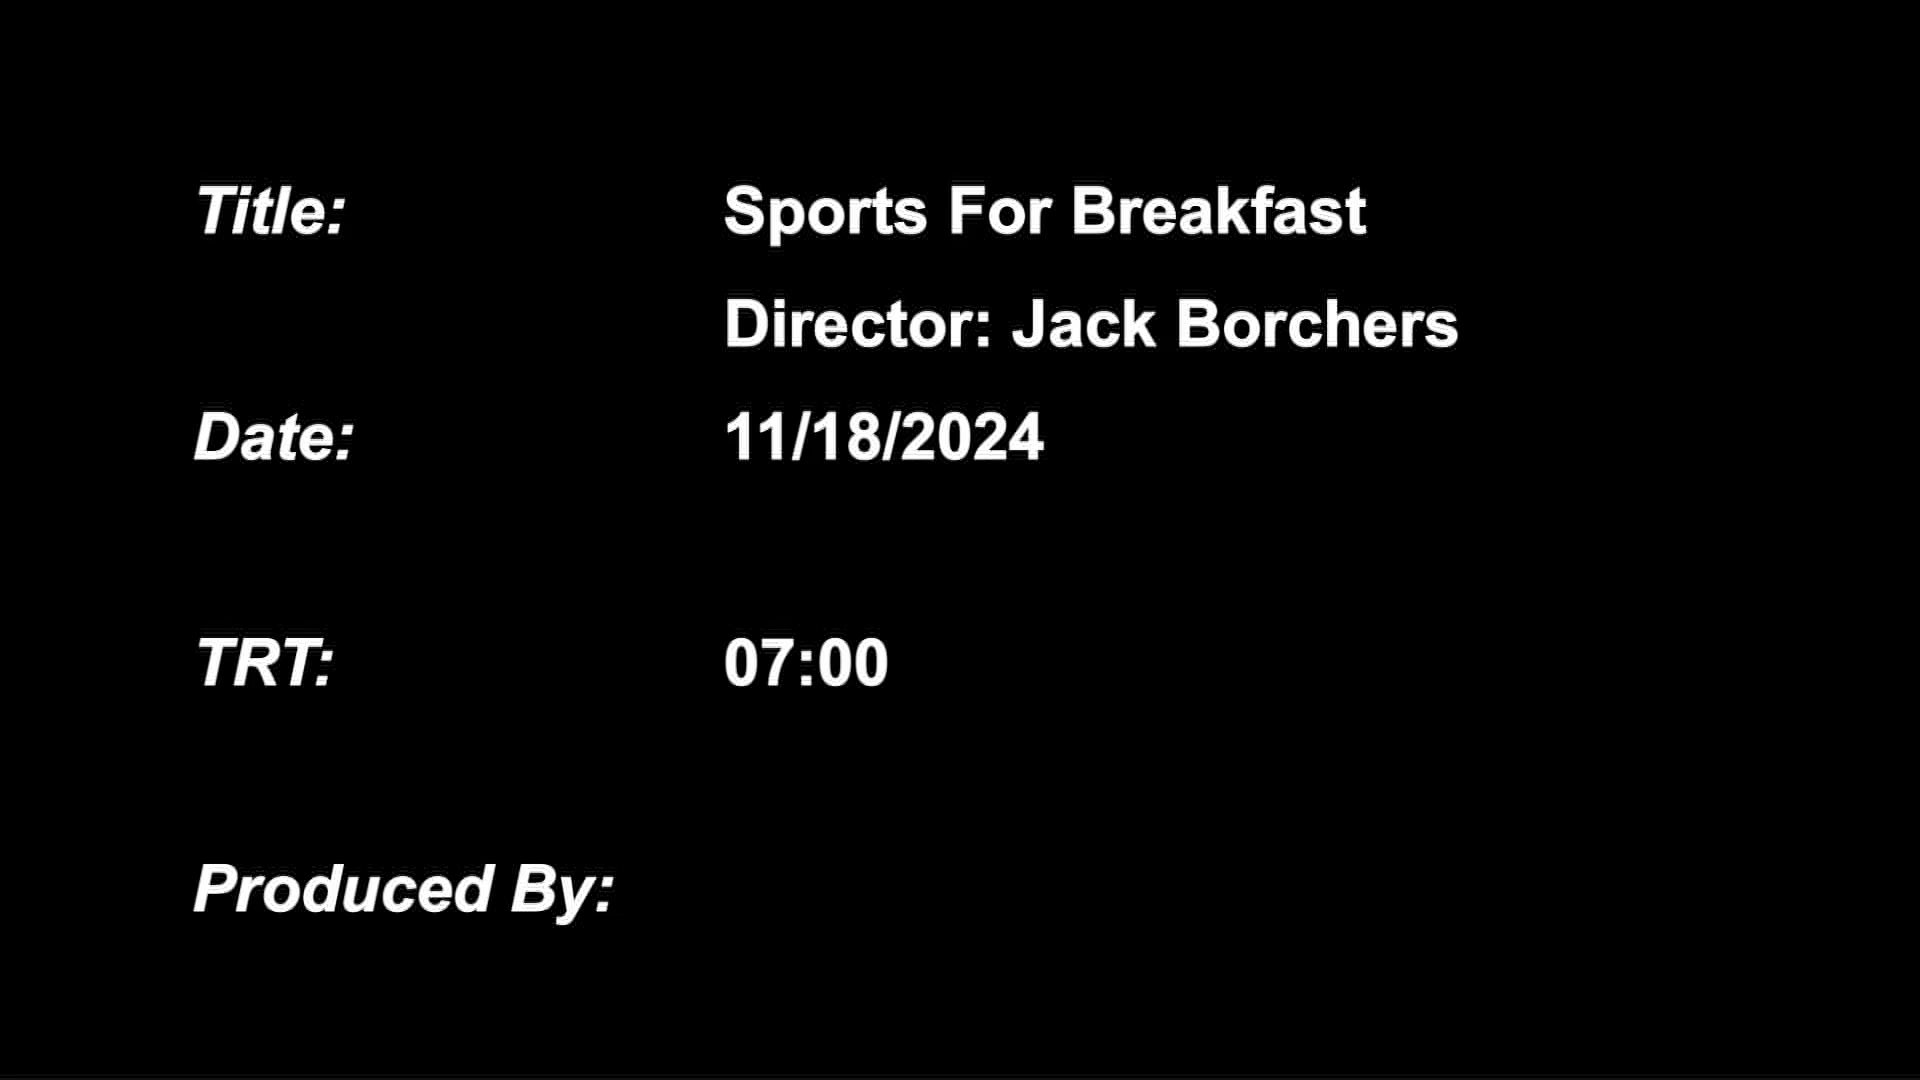 Title: Sports For Breakfast
Director: Jack Borchers
Date: 11/18/2024
TRT: 07:00
Produced By: